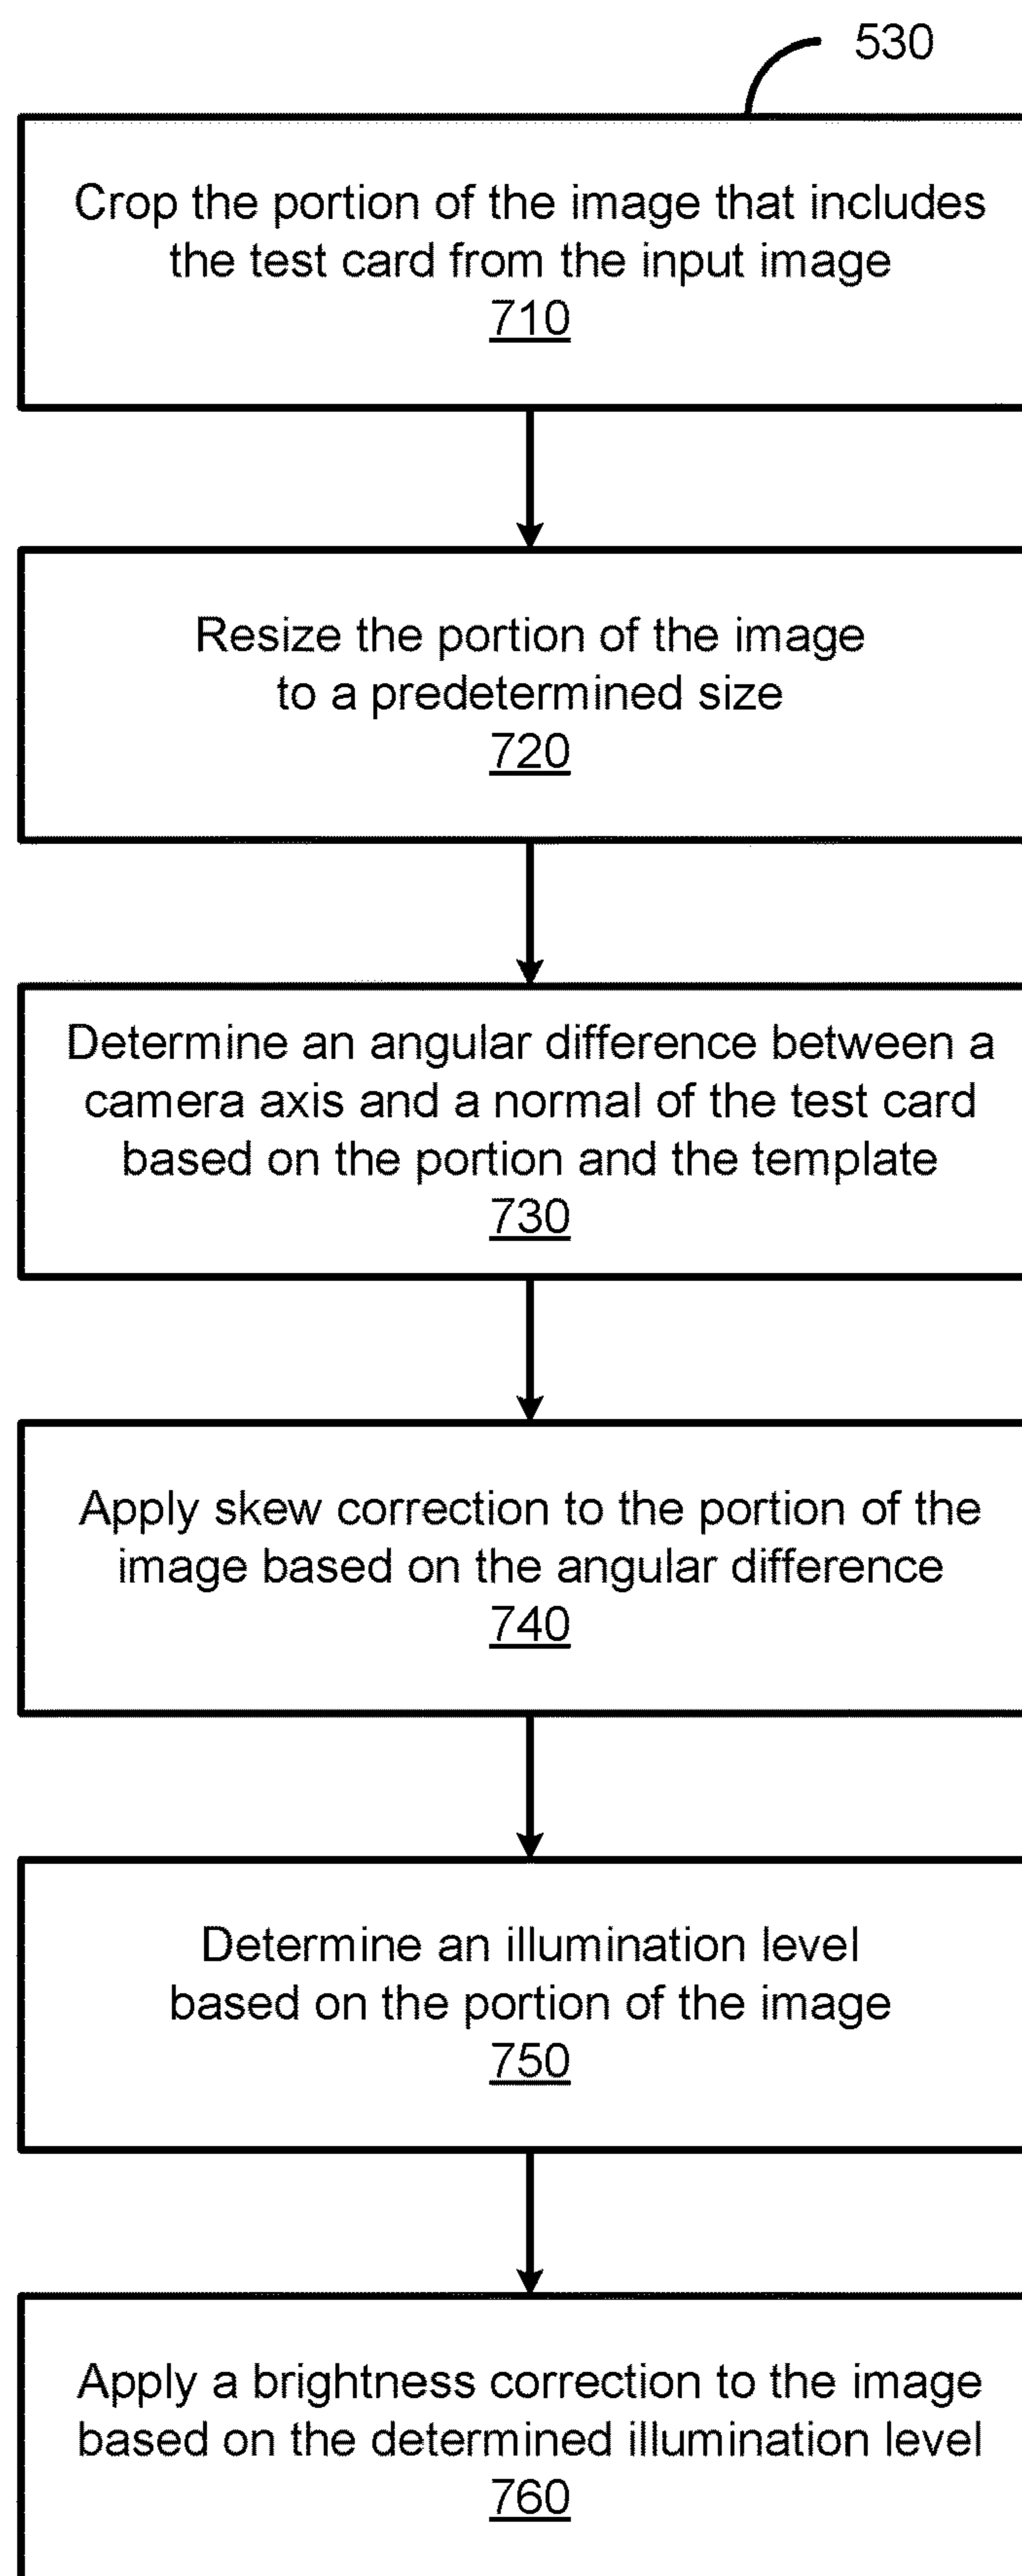 530
Crop the portion of the image that includes
the test card from the input image
710
Resize the portion of the image
to a predetermined size
720
Determine an angular difference between a
camera axis and a normal of the test card
based on the portion and the template
730
Apply skew correction to the portion of the
image based on the angular difference
740
Determine an illumination level
based on the portion of the image
750
Apply a brightness correction to the image
based on the determined illumination level
760